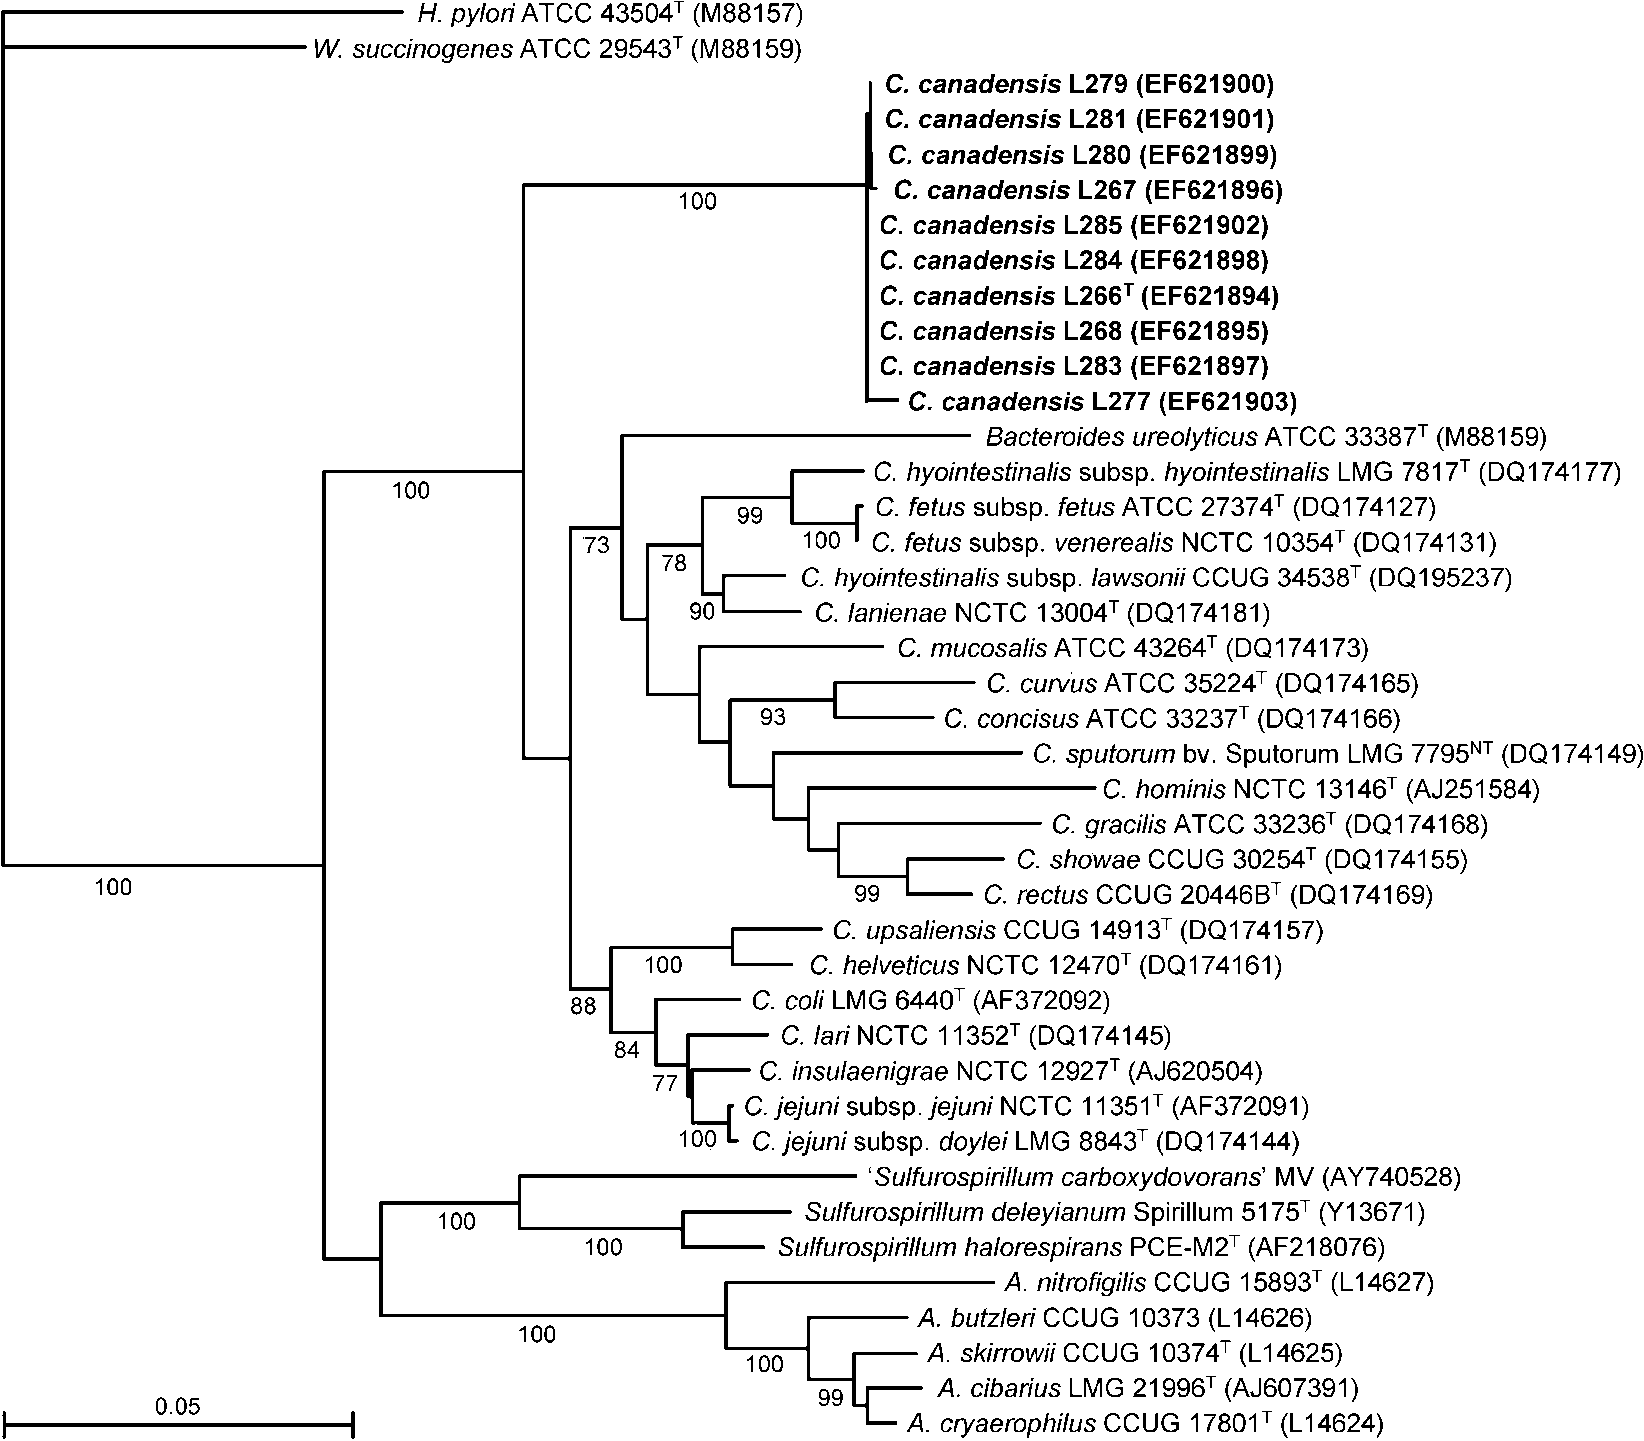 H. pylori ATCC 43504T (M88157)
W. succinogenes ATCC 29543T (M88159)
C. canadensis L279 (EF621900)
C. canadensis L281 (EF621901)
C. canadensis L280 (EF621899)
C. canadensis L267 (EF621896)
100
C. canadensis L285 (EF621902)
C. canadensis L284 (EF621898)
C. canadensis L266T (EF621894)
C. canadensis L268 (EF621895)
C. canadensis L283 (EF621897)
C. canadensis L277 (EF621903)
Bacteroides ureolyticus ATCC 33387T (M88159)
C. hyointestinalis subsp. hyointestinalis LMG 7817T (DQ174177)
100
C. fetus subsp. fetus ATCC 27374T (DQ174127)
99
C. fetus subsp. venerealis NCTC 10354T (DQ174131)
100
73
78
C. hyointestinalis subsp. lawsonii CCUG 34538T (DQ195237)
C. lanienae NCTC 13004T (DQ174181)
90
C. mucosalis ATCC 43264T (DQ174173)
C. curvus ATCC 35224T (DQ174165)
C. concisus ATCC 33237T (DQ174166)
93
C. sputorum bv. Sputorum LMG 7795NT (DQ174149)
C. hominis NCTC 13146T (AJ251584)
C. gracilis ATCC 33236T (DQ174168)
C. showae CCUG 30254T (DQ174155)
100
99
C. rectus CCUG 20446BT (DQ174169)
C. upsaliensis CCUG 14913T (DQ174157)
100
C. helveticus NCTC 12470T (DQ174161)
C. coli LMG 6440T (AF372092)
88
C. lari NCTC 11352T (DQ174145)
84
C. insulaenigrae NCTC 12927T (AJ620504)
77
C. jejuni subsp. jejuni NCTC 11351T (AF372091)
100
C. jejuni subsp. doylei LMG 8843T (DQ174144)
'Sulfurospirillum carboxydovorans' MV (AY740528)
100
Sulfurospirillum deleyianum Spirillum 5175T (Y13671)
100
Sulfurospirillum halorespirans PCE-M2T (AF218076)
A. nitrofigilis CCUG 15893T (L14627)
A. butzleri CCUG 10373 (L14626)
100
A. skirrowii CCUG 10374T (L14625)
100
A. cibarius LMG 21996T (AJ607391)
99
0.05
A. cryaerophilus CCUG 17801T (L14624)